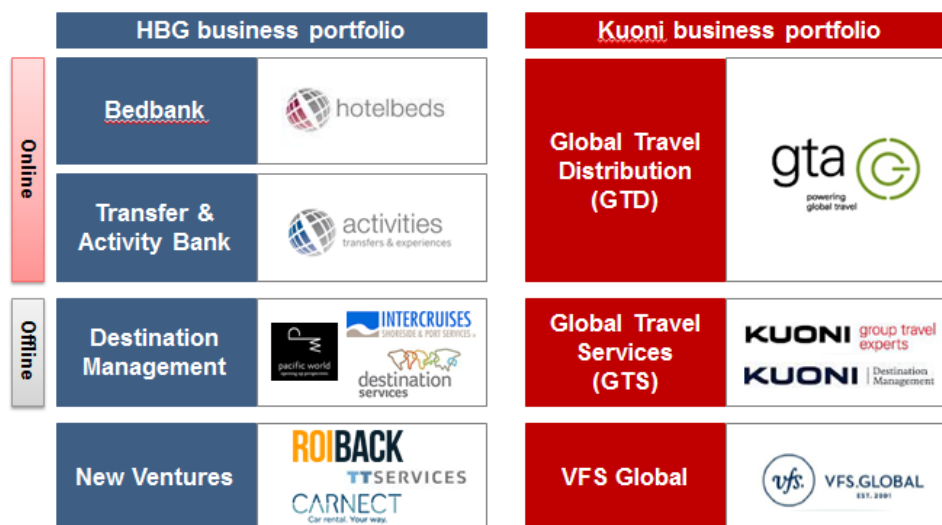 HBG business portfolio
Kuoni business portfolio
Online
Bedbank
hotelbeds
Global Travel
Distribution
(GTD)
gta
powering
global travel
Transfer &
Activity Bank
activities
transfers & experiences
Offline
Destination
Management
pacific world
INTERCRUISES
SHORESIDE & PORT SERVICES
destination
services
Global Travel
Services
(GTS)
KUONI group travel
experts
KUONI Destination
Management
New Ventures
ROIBACK
TTSERVICES
CARNECT
Car rental. Your way.
VFS Global
vfs.
VFS.GLOBAL
EST. 2001